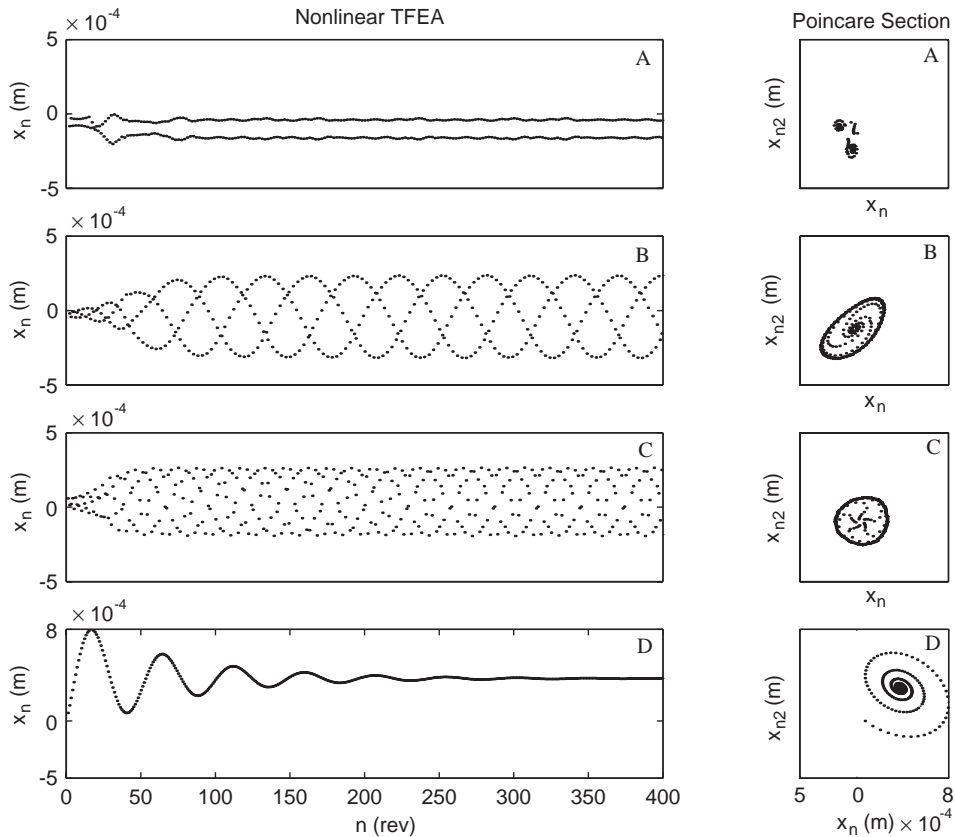 Nonlinear TFEA
Poincare Section
× 10^-4
5
0
-5
x_n (m)
A
x_n2 (m)
A
x_n
× 10^-4
5
0
-5
x_n (m)
B
x_n2 (m)
B
x_n
× 10^-4
5
0
-5
x_n (m)
C
x_n2 (m)
C
x_n
× 10^-4
8
0
-5
x_n (m)
D
0 50 100 150 200 250 300 350 400
n (rev)
x_n2 (m)
D
5 0 8
x_n (m) × 10^-4